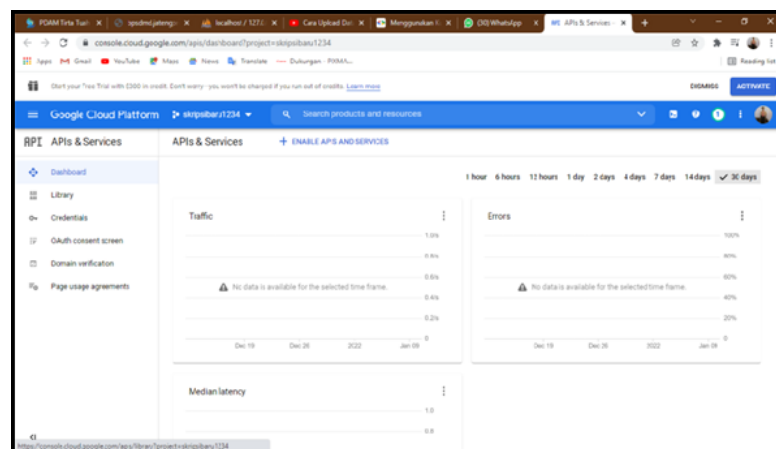 PDAM Tirta Tuah
localhost / 127.0
Cara Upload Dat
Menggunakan
(30) WhatsApp
APIs & Services -
console.cloud.google.com/apis/dashboard?project=skripsibaru1234
Apps
Gmail
YouTube
Maps
News
Translate
Dukungan - PIXMA...
Reading list
Start your Free Trial with $300 in credit. Don't worry—you won't be charged if you run out of credits. Learn more
DISMISS
ACTIVATE
Google Cloud Platform
skripsibaru1234
Search products and resources
1
API APIs & Services
APIs & Services
+ ENABLE APIS AND SERVICES
Dashboard
Library
Credentials
OAuth consent screen
Domain verification
Page usage agreements
1 hour 6 hours 12 hours 1 day 2 days 4 days 7 days 14 days 30 days
Traffic
1.0/s
0.8/s
0.6/s
No data is available for the selected time frame.
0.4/s
0.2/s
0
Dec 19 Dec 26 2022 Jan 09
Errors
100%
80%
60%
No data is available for the selected time frame.
40%
20%
0
Dec 19 Dec 26 2022 Jan 09
Median latency
1.0
0.8
https://console.cloud.google.com/apis/library?project=skripsibaru1234